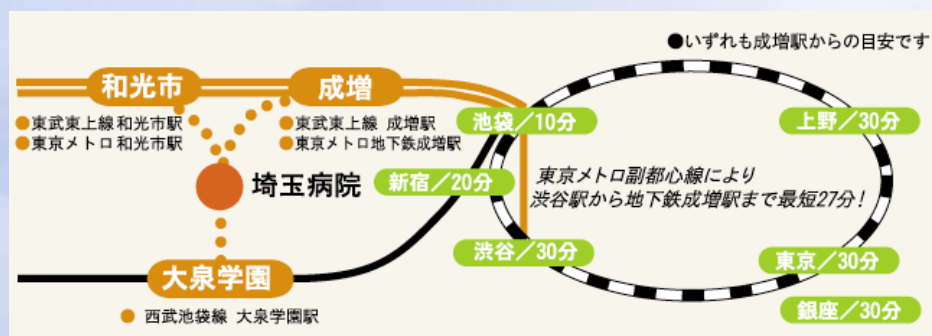 ●いずれも成増駅からの目安です
和光市
成増
●東武東上線 和光市駅
●東京メトロ 和光市駅
●東武東上線 成増駅
●東京メトロ地下鉄成増駅
池袋/10分
上野/30分
埼玉病院
新宿/20分
東京メトロ副都心線により
渋谷駅から地下鉄成増駅まで最短27分!
渋谷/30分
東京/30分
大泉学園
銀座/30分
● 西武池袋線 大泉学園駅